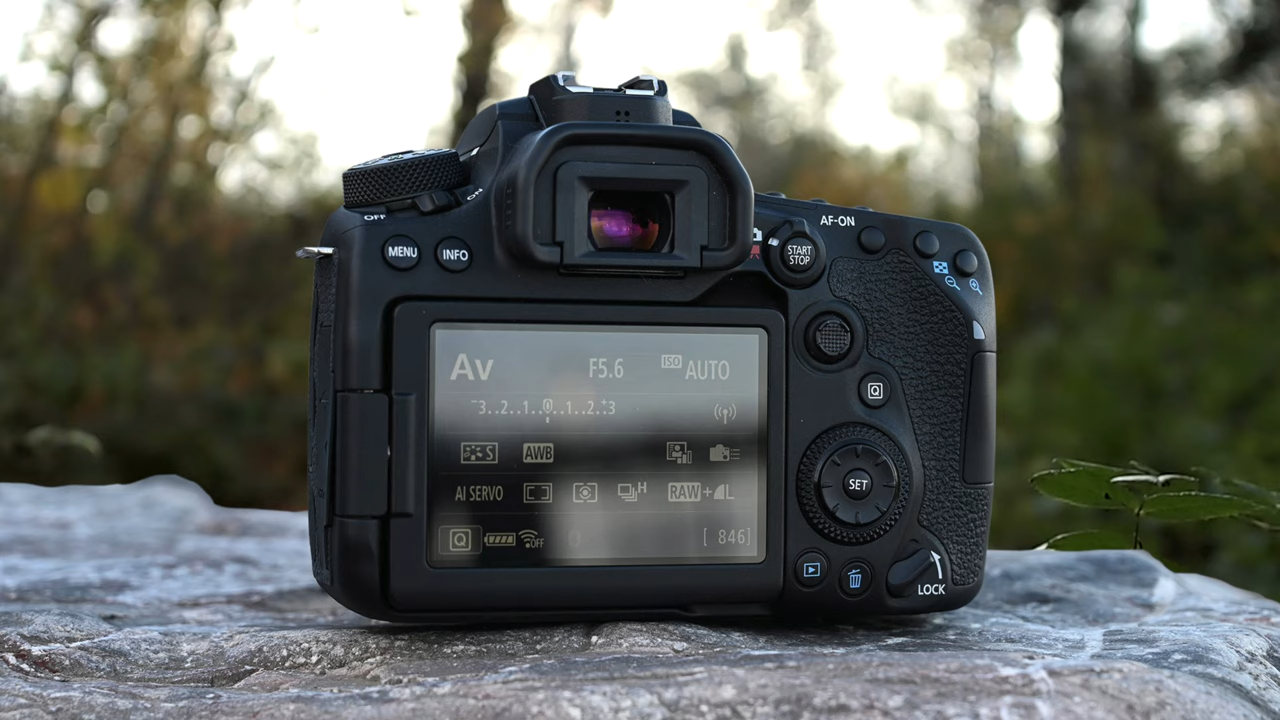 OFF
ON
MENU
INFO
START
STOP
AF-ON
Av F5.6 ISO AUTO
-3..2..1..0..1..2.+3
S AWB
AI SERVO H RAW+L
Q OFF [ 846]
Q
SET
LOCK